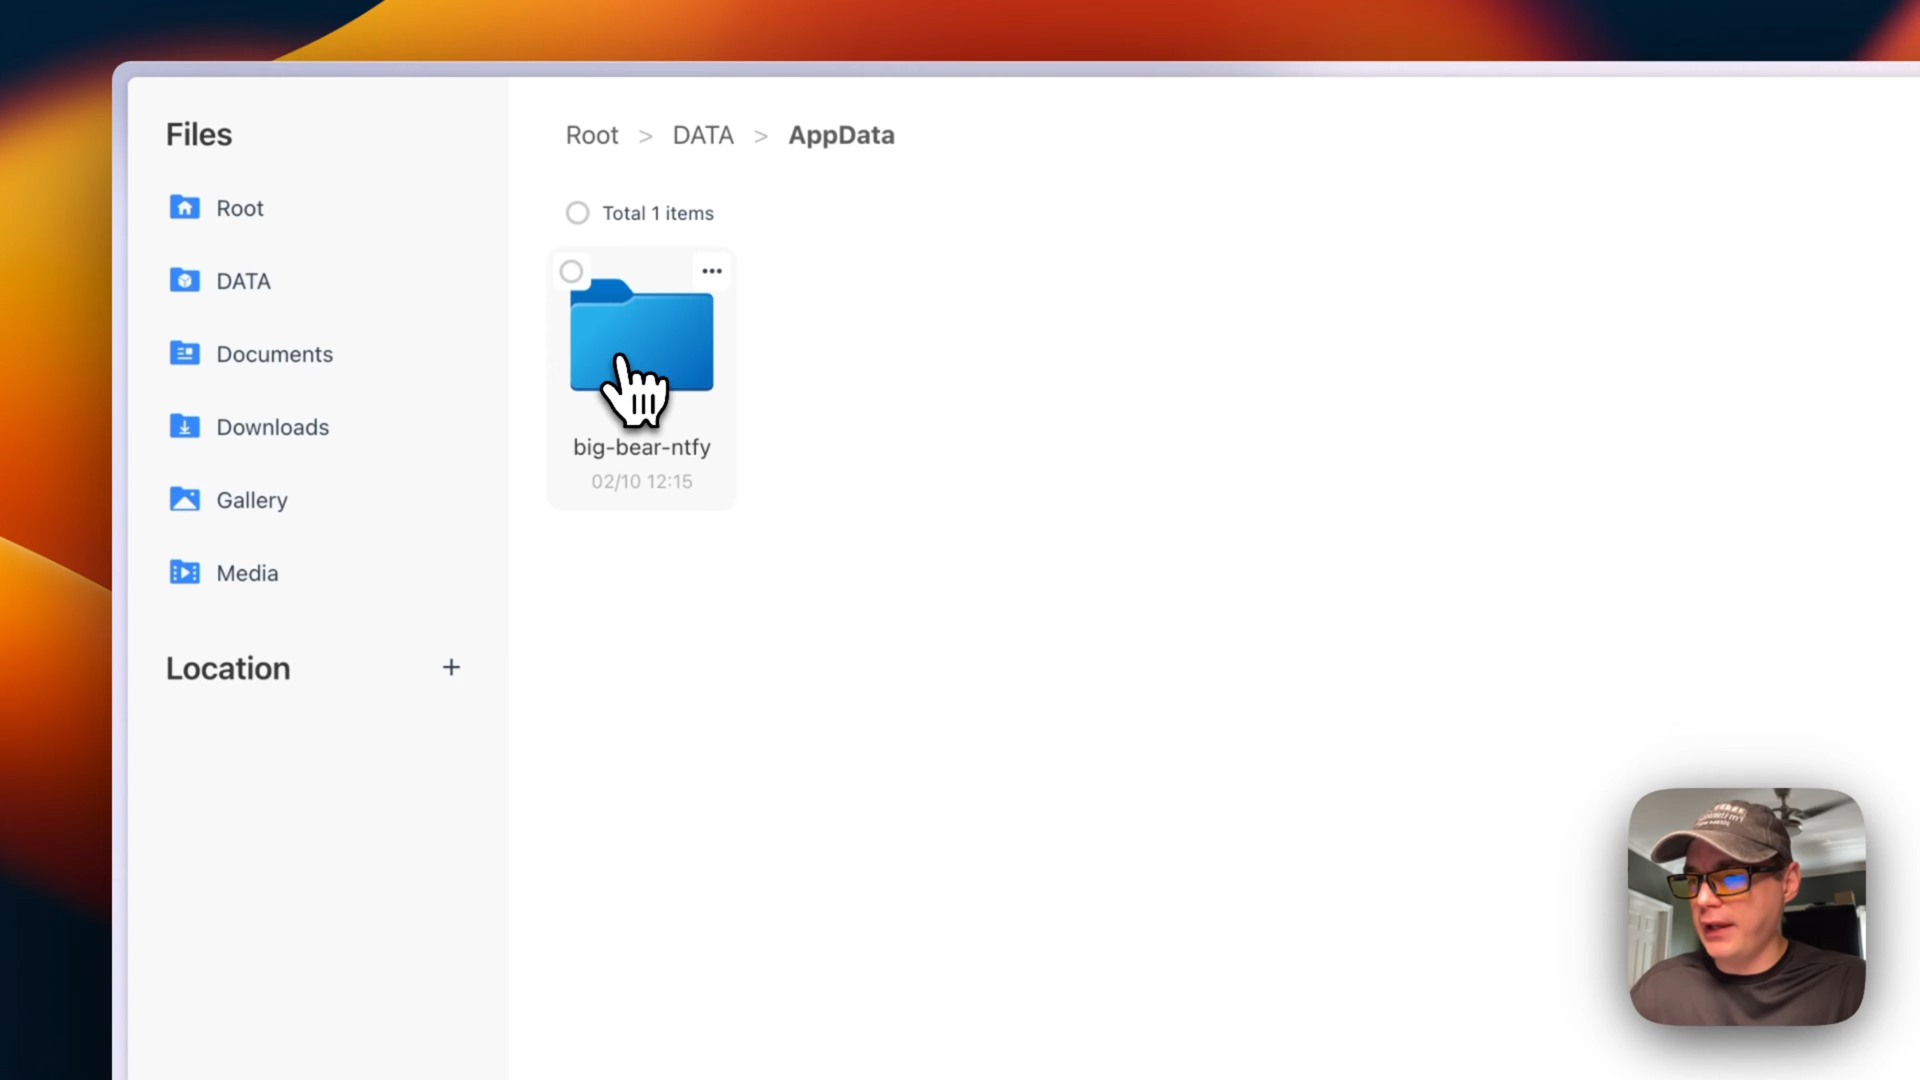 Files
Root
DATA
Documents
Downloads
Gallery
Media
Location +
Root > DATA > AppData
Total 1 items
big-bear-ntfy
02/10 12:15